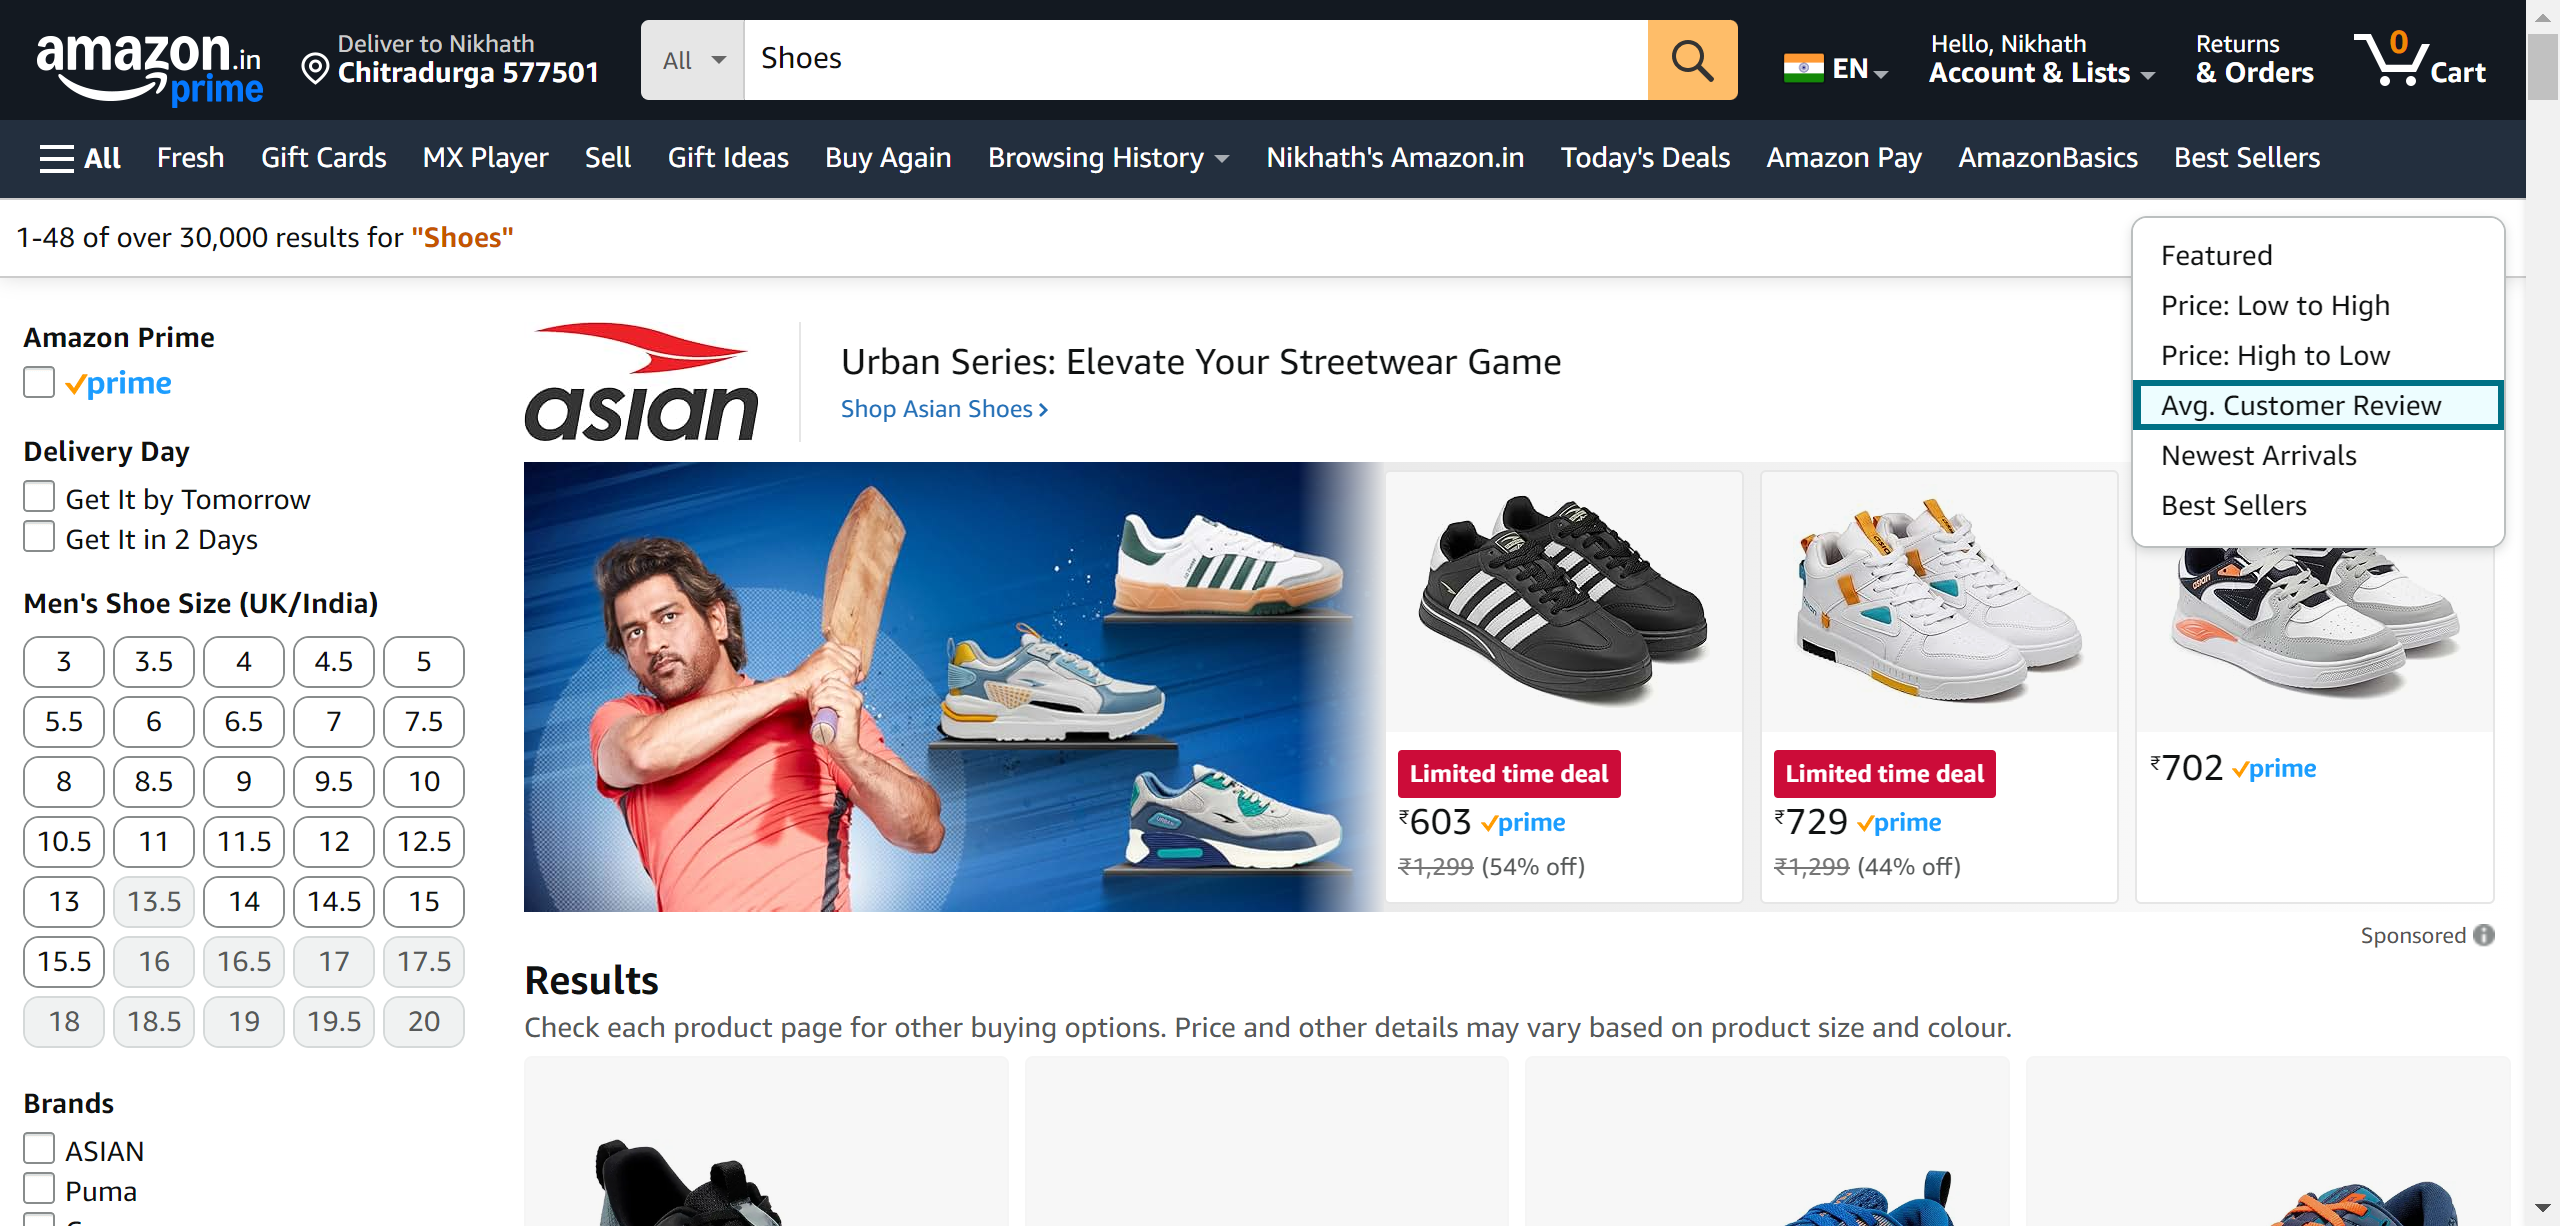 amazon.in
prime
Deliver to Nikhath
Chitradurga 577501
All
Shoes
EN
Hello, Nikhath
Account & Lists
Returns
& Orders
0
Cart
All
Fresh
Gift Cards
MX Player
Sell
Gift Ideas
Buy Again
Browsing History
Nikhath's Amazon.in
Today's Deals
Amazon Pay
AmazonBasics
Best Sellers
1-48 of over 30,000 results for "Shoes"
Featured
Price: Low to High
Price: High to Low
Avg. Customer Review
Newest Arrivals
Best Sellers
Amazon Prime
prime
Delivery Day
Get It by Tomorrow
Get It in 2 Days
Men's Shoe Size (UK/India)
3 3.5 4 4.5 5
5.5 6 6.5 7 7.5
8 8.5 9 9.5 10
10.5 11 11.5 12 12.5
13 13.5 14 14.5 15
15.5 16 16.5 17 17.5
18 18.5 19 19.5 20
Brands
ASIAN
Puma
asian
Urban Series: Elevate Your Streetwear Game
Shop Asian Shoes
Limited time deal
₹603 prime
₹1,299 (54% off)
Limited time deal
₹729 prime
₹1,299 (44% off)
₹702 prime
Sponsored
Results
Check each product page for other buying options. Price and other details may vary based on product size and colour.